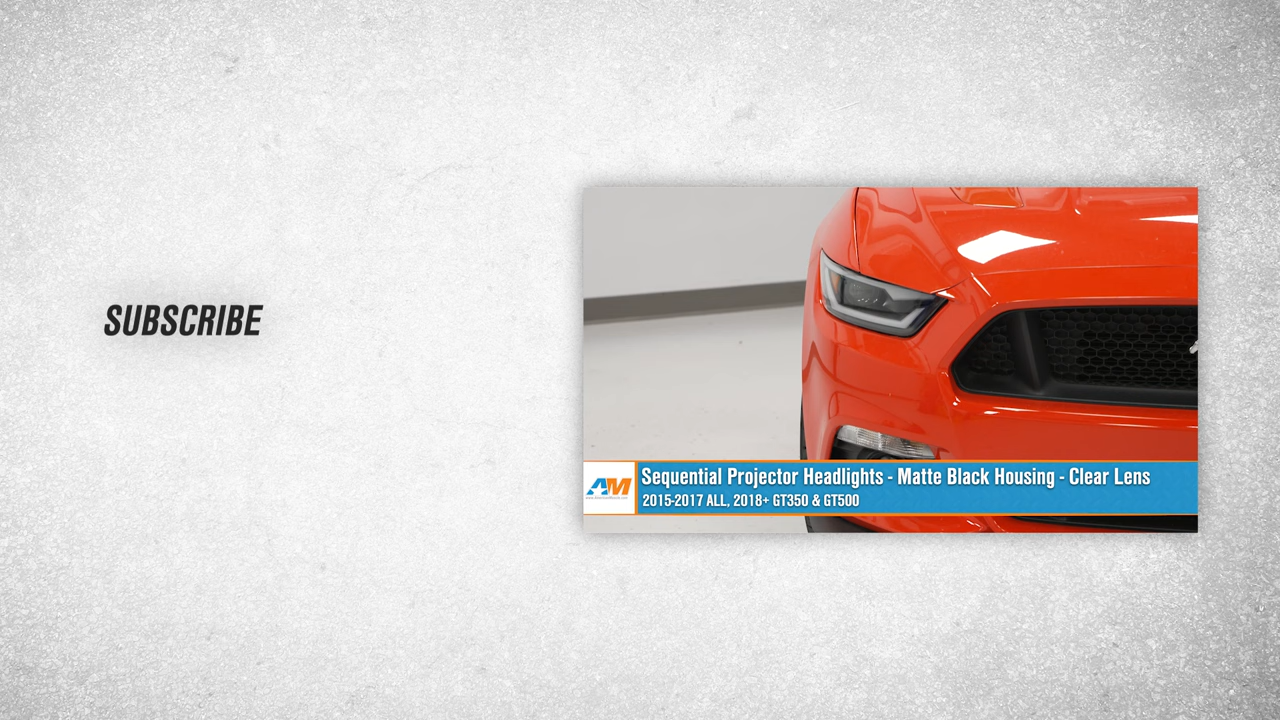 SUBSCRIBE
AM
Sequential Projector Headlights - Matte Black Housing - Clear Lens
2015-2017 ALL, 2018+ GT350 & GT500